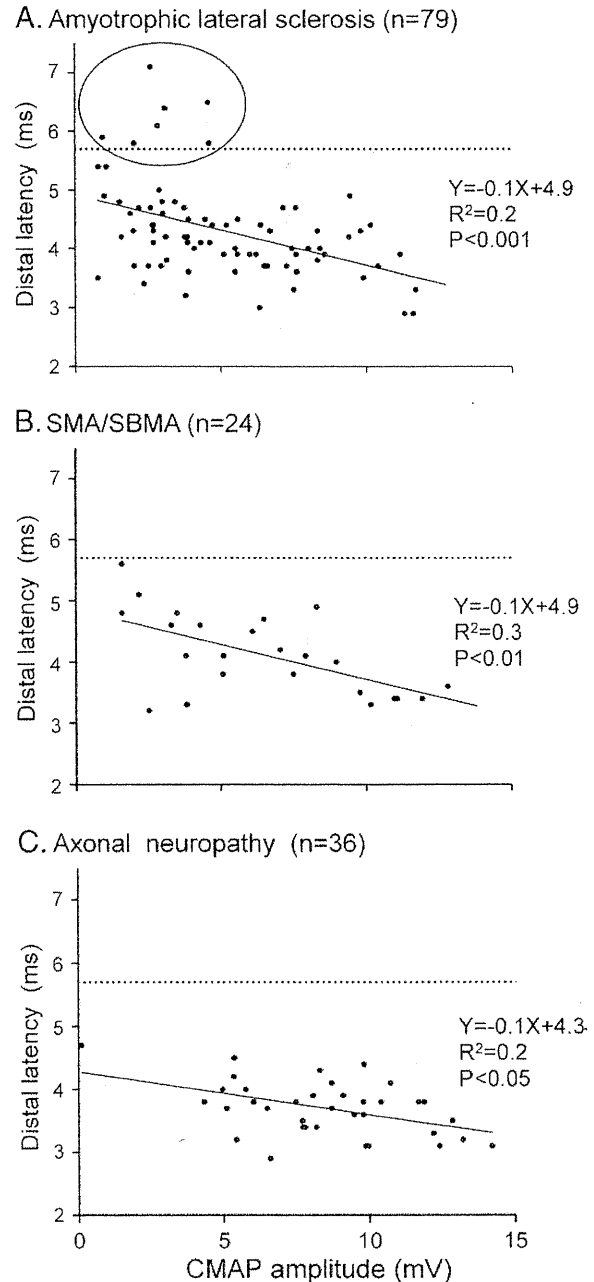 A. Amyotrophic lateral sclerosis (n=79)
7
6
5
4
3
2
Distal latency (ms)
Y=-0.1X+4.9
R²=0.2
P<0.001
B. SMA/SBMA (n=24)
7
6
5
4
3
2
Distal latency (ms)
Y=-0.1X+4.9
R²=0.3
P<0.01
C. Axonal neuropathy (n=36)
7
6
5
4
3
2
Distal latency (ms)
Y=-0.1X+4.3
R²=0.2
P<0.05
0 5 10 15
CMAP amplitude (mV)